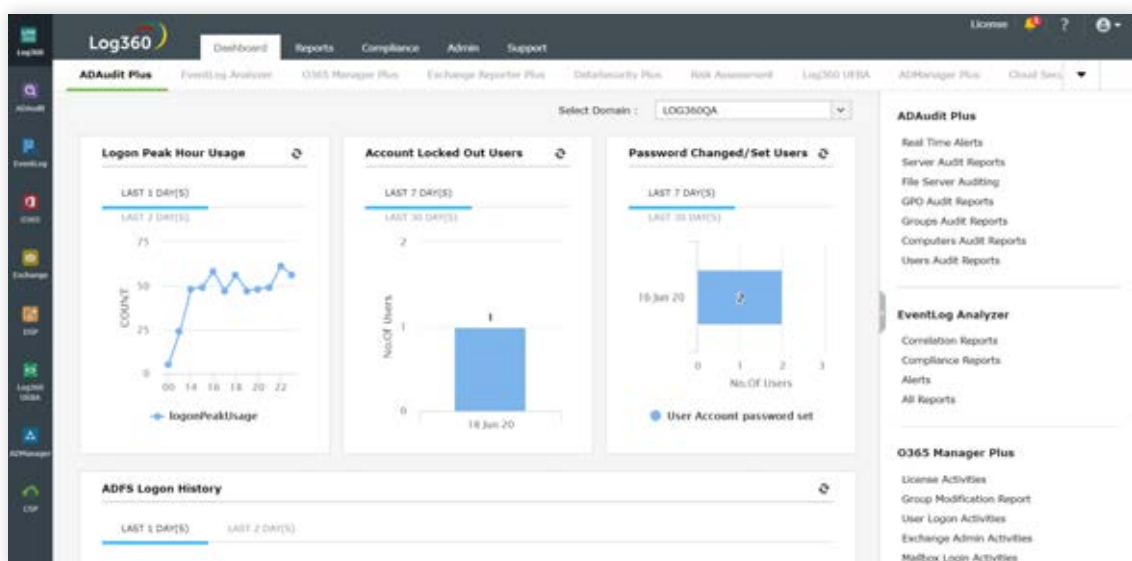 License ?
Log360
Dashboard Reports Compliance Admin Support
ADAudit Plus EventLog Analyzer O365 Manager Plus Exchange Reporter Plus DataSecurity Plus Risk Assessment Log360 UEBA ADManager Plus Cloud Secu
Select Domain : LOG360QA
Log360
ADAudit
EventLog
O365
Exchange
DSP
Log360
UEBA
ADManager
CSP
Logon Peak Hour Usage
LAST 1 DAY(S)
LAST 2 DAY(S)
75
50
25
0
COUNT
00 14 16 18 20 22
logonPeakUsage
Account Locked Out Users
LAST 7 DAY(S)
LAST 30 DAY(S)
2
1
0
No.Of Users
1
18 Jun 20
Password Changed/Set Users
LAST 7 DAY(S)
LAST 30 DAY(S)
16 Jun 20
2
0 1 2 3
No.Of Users
User Account password set
ADFS Logon History
LAST 1 DAY(S) LAST 2 DAY(S)
ADAudit Plus
Real Time Alerts
Server Audit Reports
File Server Auditing
GPO Audit Reports
Groups Audit Reports
Computers Audit Reports
Users Audit Reports
EventLog Analyzer
Correlation Reports
Compliance Reports
Alerts
All Reports
O365 Manager Plus
License Activities
Group Modification Report
User Logon Activities
Exchange Admin Activities
Mailbox Login Activities